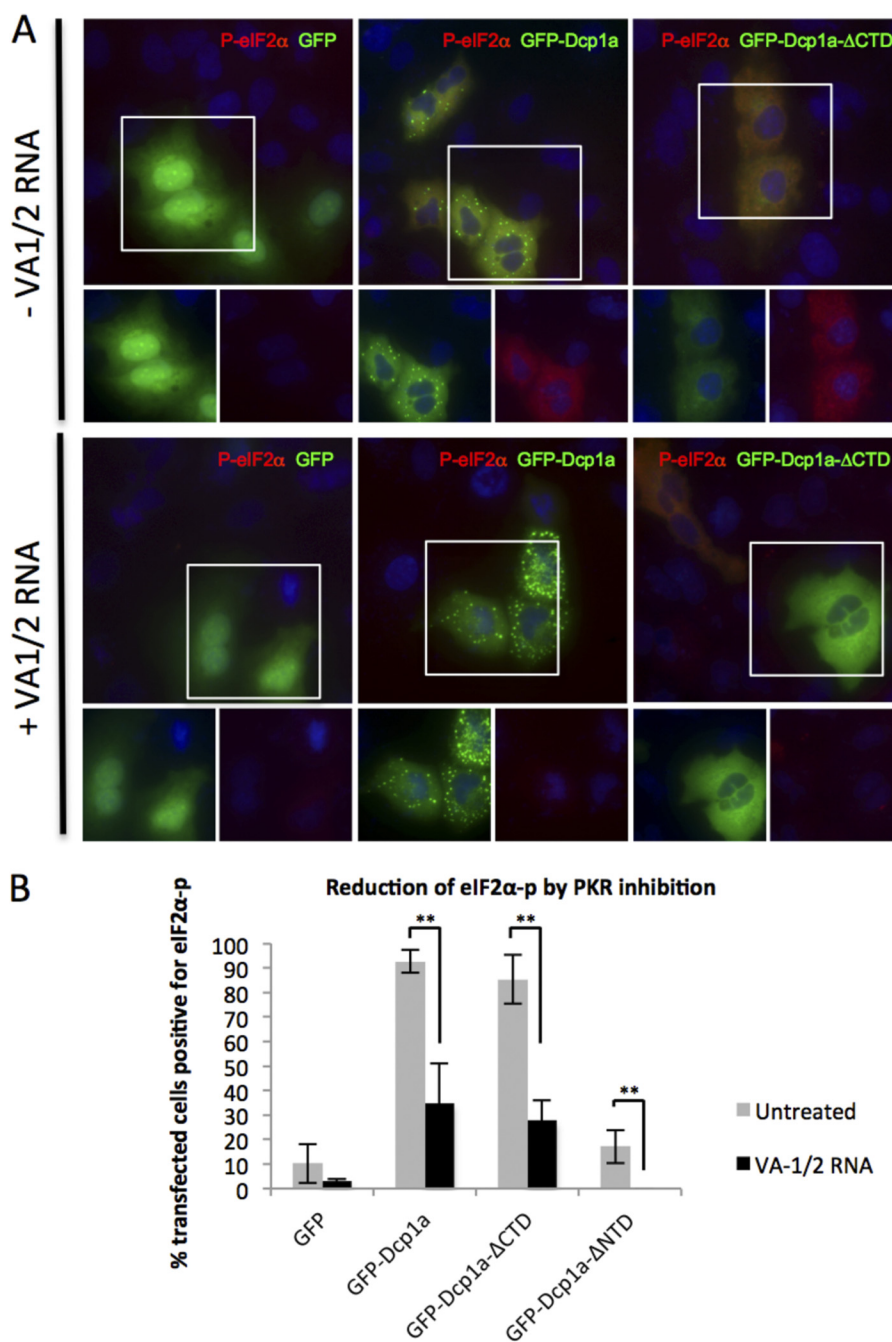 A
- VA1/2 RNA
P-eIF2α GFP
P-eIF2α GFP-Dcp1a
P-eIF2α GFP-Dcp1a-ΔCTD
+ VA1/2 RNA
P-eIF2α GFP
P-eIF2α GFP-Dcp1a
P-eIF2α GFP-Dcp1a-ΔCTD
B
Reduction of eIF2α-p by PKR inhibition
% transfected cells positive for eIF2α-p
100
90
80
70
60
50
40
30
20
10
0
**
**
**
GFP
GFP-Dcp1a
GFP-Dcp1a-ΔCTD
GFP-Dcp1a-ΔNTD
Untreated
VA-1/2 RNA